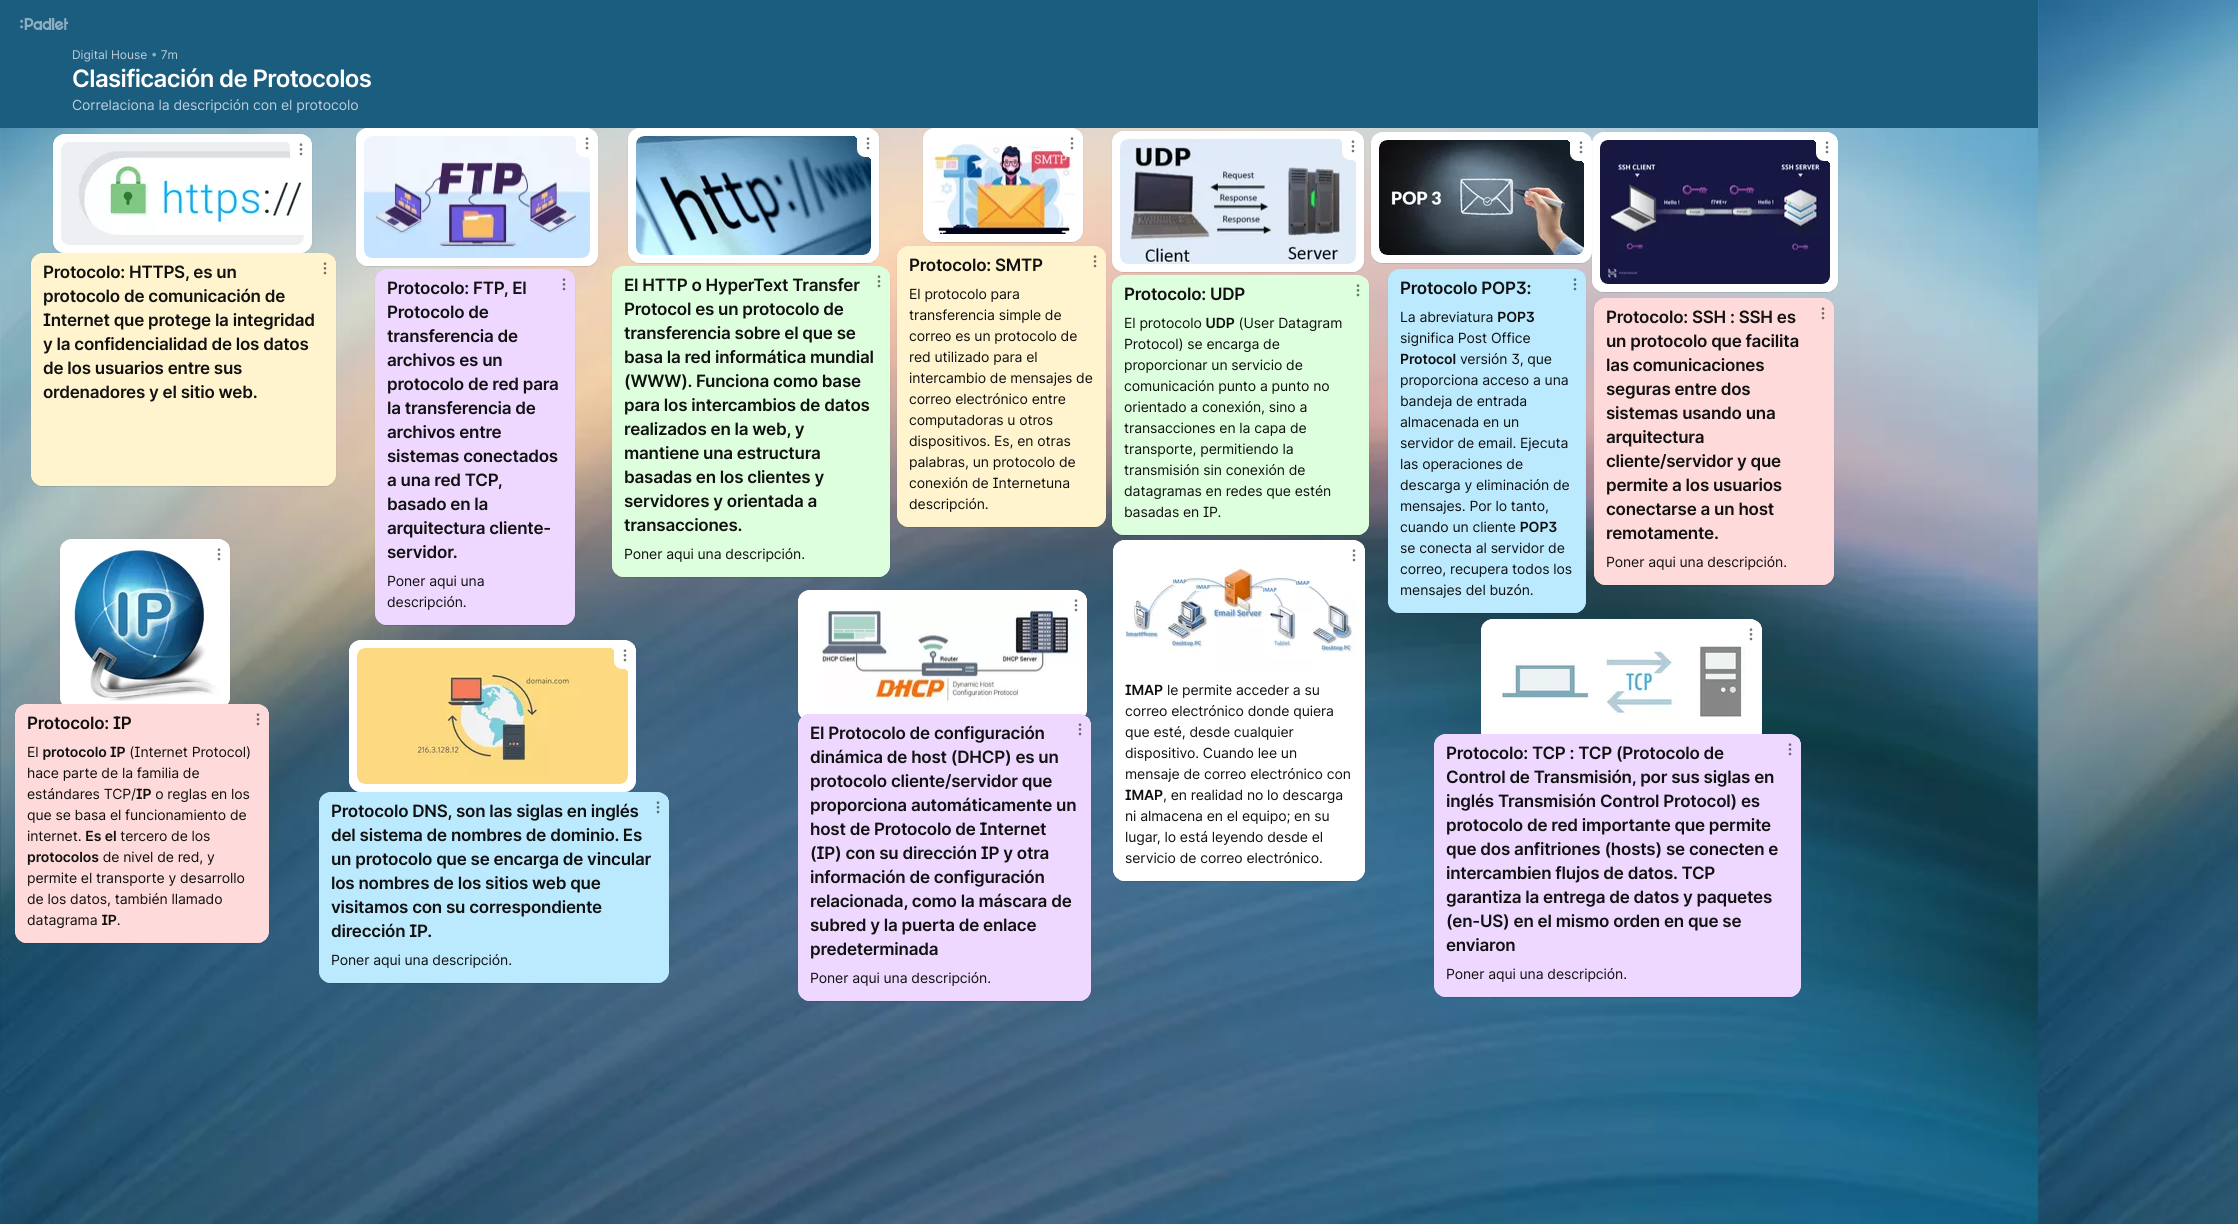 :Padlet
Digital House • 7m
Clasificación de Protocolos
Correlaciona la descripción con el protocolo
https://
Protocolo: HTTPS, es un
protocolo de comunicación de
Internet que protege la integridad
y la confidencialidad de los datos
de los usuarios entre sus
ordenadores y el sitio web.
FTP
Protocolo: FTP, El
Protocolo de
transferencia de
archivos es un
protocolo de red para
la transferencia de
archivos entre
sistemas conectados
a una red TCP,
basado en la
arquitectura cliente-
servidor.
Poner aqui una
descripción.
http://www
El HTTP o HyperText Transfer
Protocol es un protocolo de
transferencia sobre el que se
basa la red informática mundial
(WWW). Funciona como base
para los intercambios de datos
realizados en la web, y
mantiene una estructura
basadas en los clientes y
servidores y orientada a
transacciones.
Poner aqui una descripción.
SMTP
Protocolo: SMTP
El protocolo para
transferencia simple de
correo es un protocolo de
red utilizado para el
intercambio de mensajes de
correo electrónico entre
computadoras u otros
dispositivos. Es, en otras
palabras, un protocolo de
conexión de Internetuna
descripción.
UDP
Request
Response
Response
Client
Server
Protocolo: UDP
El protocolo UDP (User Datagram
Protocol) se encarga de
proporcionar un servicio de
comunicación punto a punto no
orientado a conexión, sino a
transacciones en la capa de
transporte, permitiendo la
transmisión sin conexión de
datagramas en redes que estén
basadas en IP.
POP 3
Protocolo POP3:
La abreviatura POP3
significa Post Office
Protocol versión 3, que
proporciona acceso a una
bandeja de entrada
almacenada en un
servidor de email. Ejecuta
las operaciones de
descarga y eliminación de
mensajes. Por lo tanto,
cuando un cliente POP3
se conecta al servidor de
correo, recupera todos los
mensajes del buzón.
SSH CLIENT
SSH SERVER
Hello !
Hello !
Protocolo: SSH : SSH es
un protocolo que facilita
las comunicaciones
seguras entre dos
sistemas usando una
arquitectura
cliente/servidor y que
permite a los usuarios
conectarse a un host
remotamente.
Poner aqui una descripción.
IP
Protocolo: IP
El protocolo IP (Internet Protocol)
hace parte de la familia de
estándares TCP/IP o reglas en los
que se basa el funcionamiento de
internet. Es el tercero de los
protocolos de nivel de red, y
permite el transporte y desarrollo
de los datos, también llamado
datagrama IP.
domain.com
216.3.128.12
Protocolo DNS, son las siglas en inglés
del sistema de nombres de dominio. Es
un protocolo que se encarga de vincular
los nombres de los sitios web que
visitamos con su correspondiente
dirección IP.
Poner aqui una descripción.
DHCP Client
Router
DHCP Server
DHCP
Dynamic Host
Configuration Protocol
El Protocolo de configuración
dinámica de host (DHCP) es un
protocolo cliente/servidor que
proporciona automáticamente un
host de Protocolo de Internet
(IP) con su dirección IP y otra
información de configuración
relacionada, como la máscara de
subred y la puerta de enlace
predeterminada
Poner aqui una descripción.
IMAP
IMAP
IMAP
IMAP
Email Server
Smartphone
Desktop PC
Tablet
Desktop PC
IMAP le permite acceder a su
correo electrónico donde quiera
que esté, desde cualquier
dispositivo. Cuando lee un
mensaje de correo electrónico con
IMAP, en realidad no lo descarga
ni almacena en el equipo; en su
lugar, lo está leyendo desde el
servicio de correo electrónico.
TCP
Protocolo: TCP : TCP (Protocolo de
Control de Transmisión, por sus siglas en
inglés Transmisión Control Protocol) es
protocolo de red importante que permite
que dos anfitriones (hosts) se conecten e
intercambien flujos de datos. TCP
garantiza la entrega de datos y paquetes
(en-US) en el mismo orden en que se
enviaron
Poner aqui una descripción.